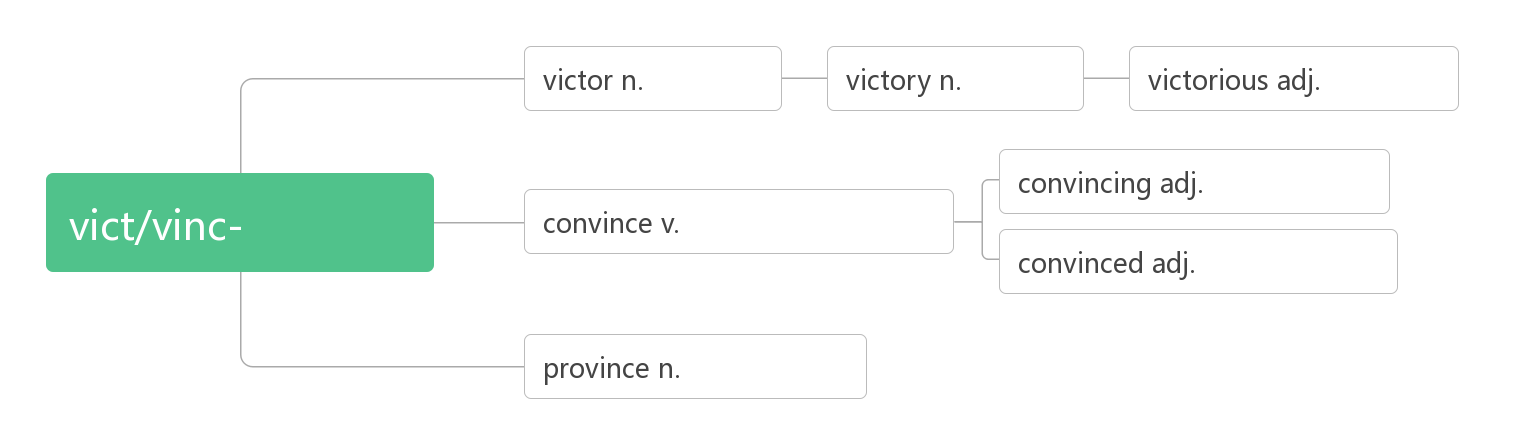 vict/vinc-
victor n.
victory n.
victorious adj.
convince v.
convincing adj.
convinced adj.
province n.